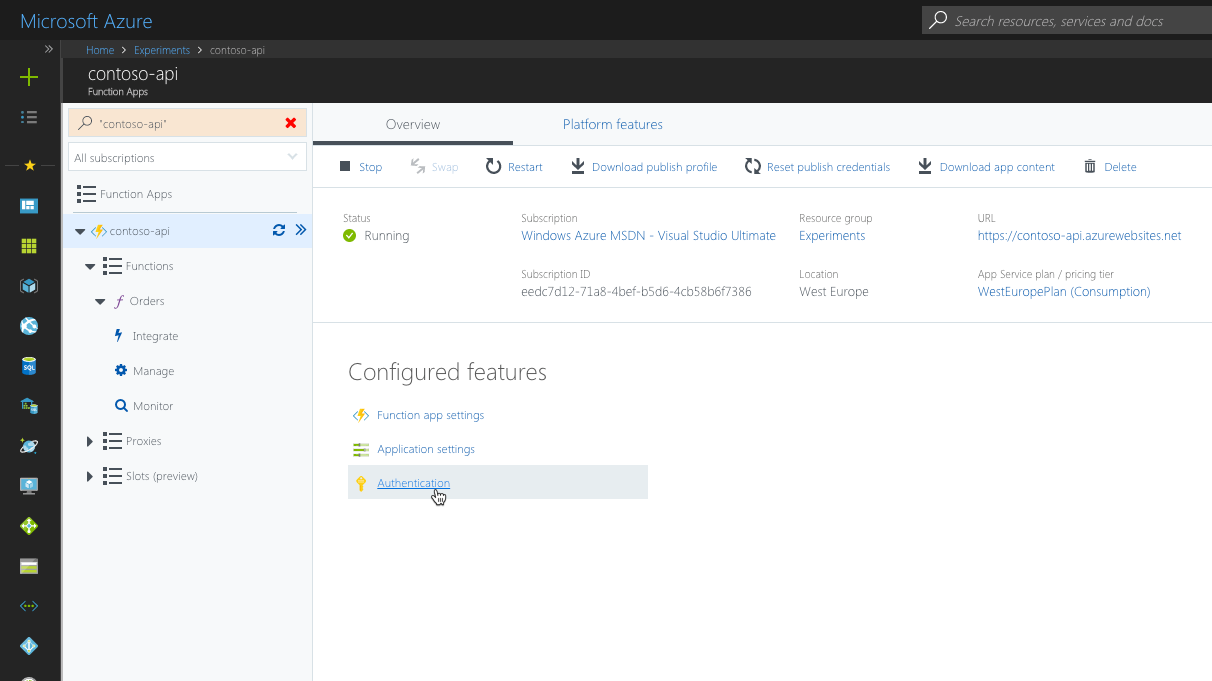 Microsoft Azure
Search resources, services and docs
Home > Experiments > contoso-api
contoso-api
Function Apps
"contoso-api"
All subscriptions
Function Apps
contoso-api
Functions
Orders
Integrate
Manage
Monitor
Proxies
Slots (preview)
Overview Platform features
Stop Swap Restart Download publish profile Reset publish credentials Download app content Delete
Status Subscription Resource group URL
Running Windows Azure MSDN - Visual Studio Ultimate Experiments https://contoso-api.azurewebsites.net
Subscription ID Location App Service plan / pricing tier
eedc7d12-71a8-4bef-b5d6-4cb58b6f7386 West Europe WestEuropePlan (Consumption)
Configured features
Function app settings
Application settings
Authentication